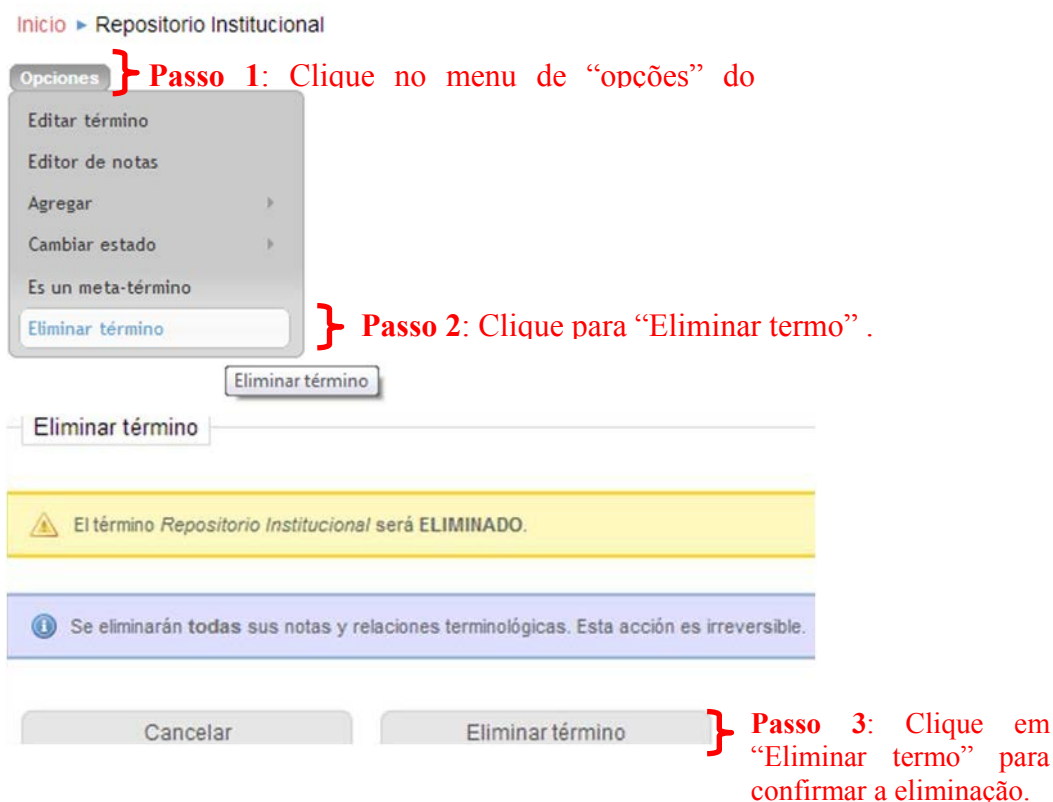 Inicio ► Repositorio Institucional
Opciones
Passo 1: Clique no menu de “opções” do
Editar término
Editor de notas
Agregar
Cambiar estado
Es un meta-término
Eliminar término
Passo 2: Clique para “Eliminar termo” .
Eliminar término
Eliminar término
El término Repositorio Institucional será ELIMINADO.
Se eliminarán todas sus notas y relaciones terminológicas. Esta acción es irreversible.
Cancelar
Eliminar término
Passo 3: Clique em
“Eliminar termo” para
confirmar a eliminação.